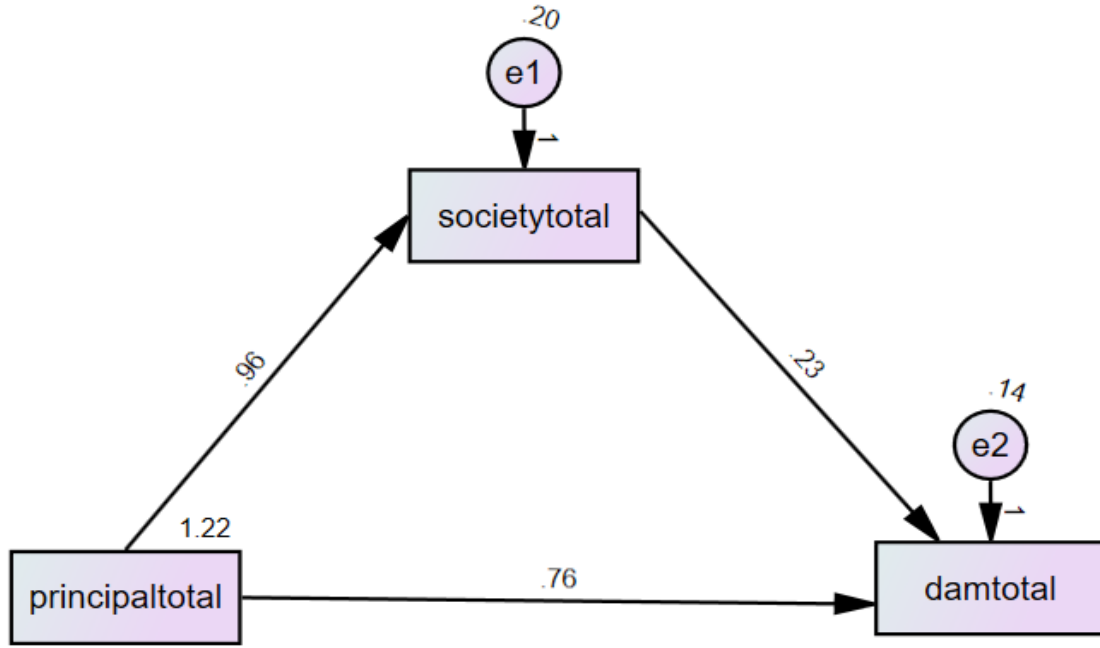 .20
e1
1
societytotal
.96
.23
.14
e2
1
1.22
principaltotal
.76
damtotal